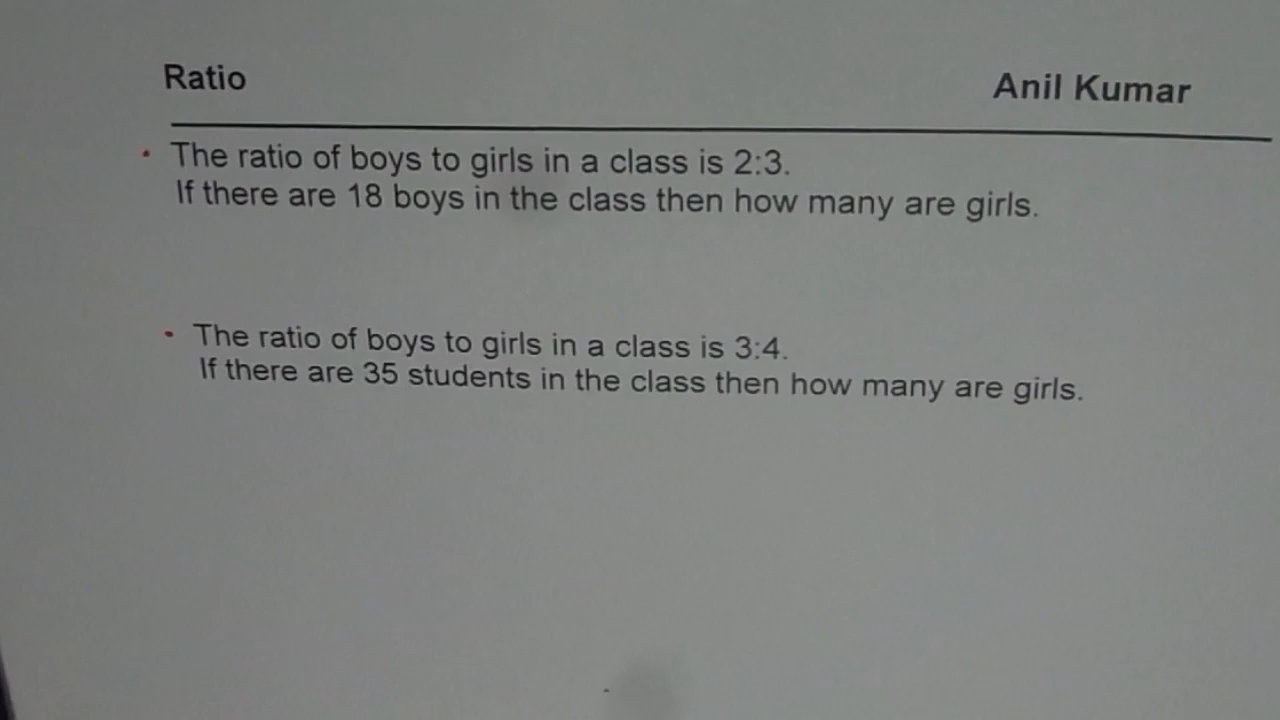 Ratio
Anil Kumar
• The ratio of boys to girls in a class is 2:3.
If there are 18 boys in the class then how many are girls.
• The ratio of boys to girls in a class is 3:4.
If there are 35 students in the class then how many are girls.